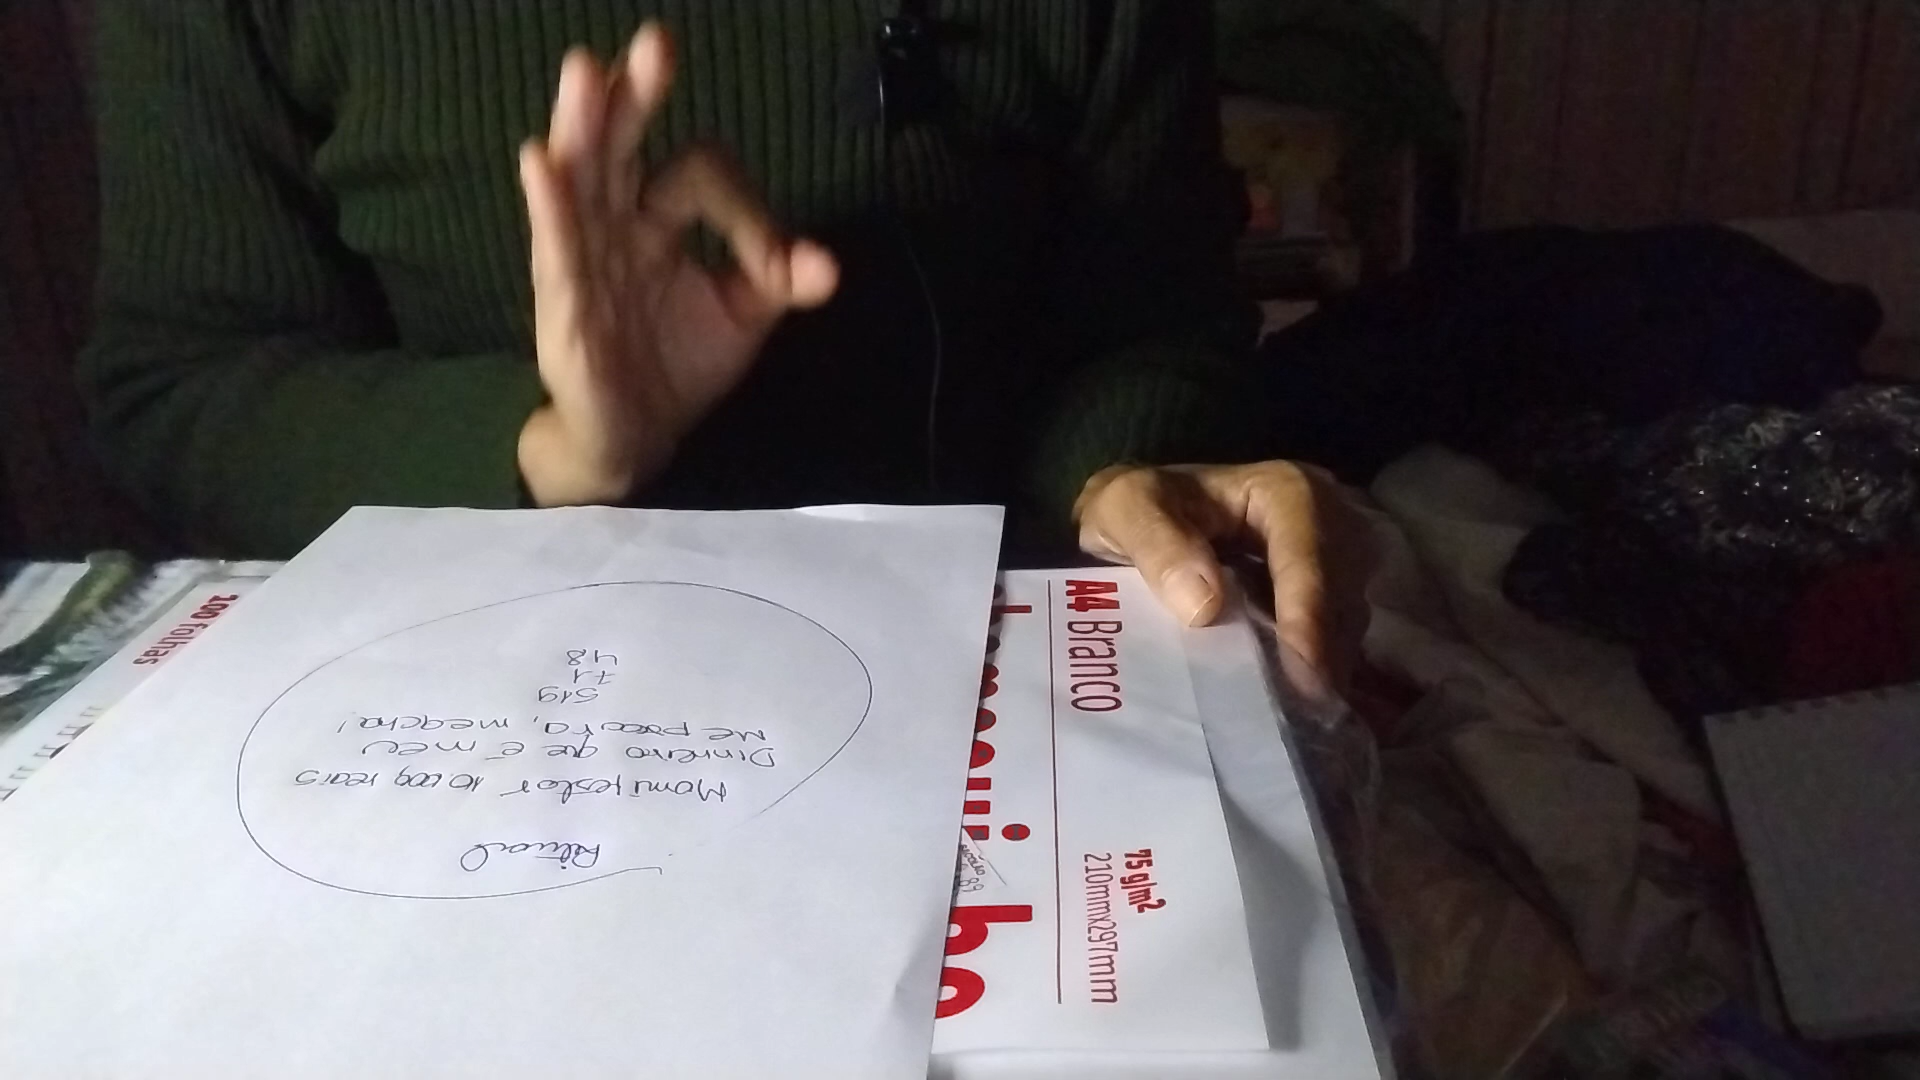 Ritual
Manifestar 10.000 reais
Dinheiro que é meu
Me procura, me acha!
519
71
48
A4 Branco
75 g/m2
210mmx297mm
200 folhas